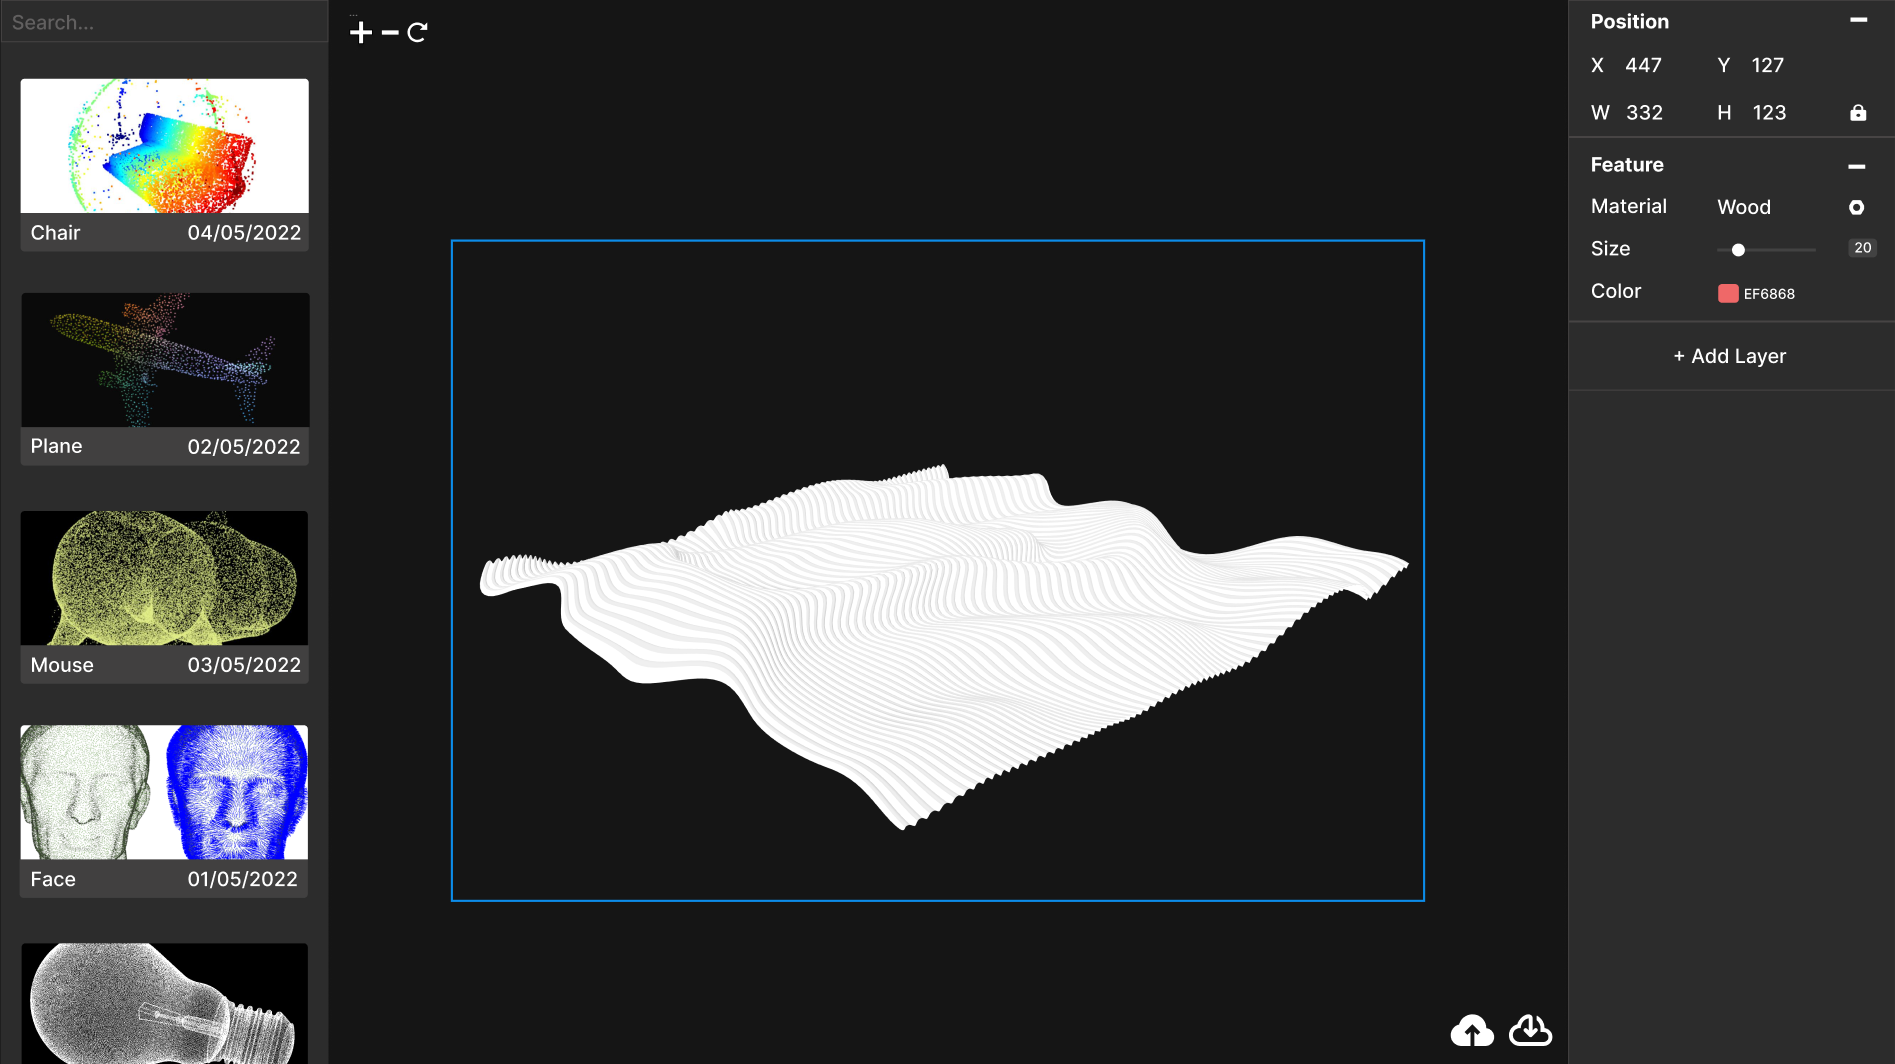 Search...
Chair 04/05/2022
Plane 02/05/2022
Mouse 03/05/2022
Face 01/05/2022
Position
X 447 Y 127
W 332 H 123
Feature
Material Wood
Size 20
Color EF6868
+ Add Layer